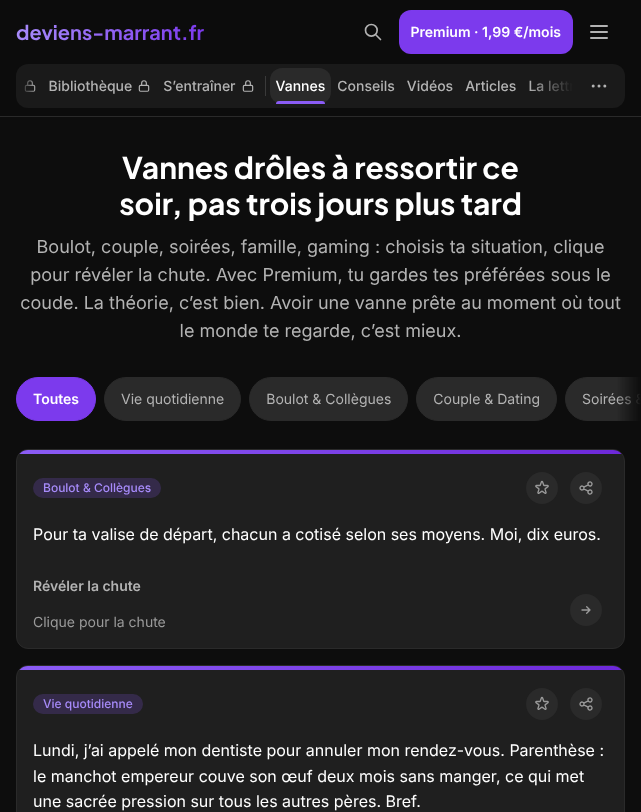 deviens-marrant.fr
Premium · 1,99 €/mois
Bibliothèque
S’entraîner
Vannes
Conseils
Vidéos
Articles
La lett
Vannes drôles à ressortir ce
soir, pas trois jours plus tard
Boulot, couple, soirées, famille, gaming : choisis ta situation, clique
pour révéler la chute. Avec Premium, tu gardes tes préférées sous le
coude. La théorie, c’est bien. Avoir une vanne prête au moment où tout
le monde te regarde, c’est mieux.
Toutes
Vie quotidienne
Boulot & Collègues
Couple & Dating
Soirées
Boulot & Collègues
Pour ta valise de départ, chacun a cotisé selon ses moyens. Moi, dix euros.
Révéler la chute
Clique pour la chute
Vie quotidienne
Lundi, j’ai appelé mon dentiste pour annuler mon rendez-vous. Parenthèse :
le manchot empereur couve son œuf deux mois sans manger, ce qui met
une sacrée pression sur tous les autres pères. Bref.